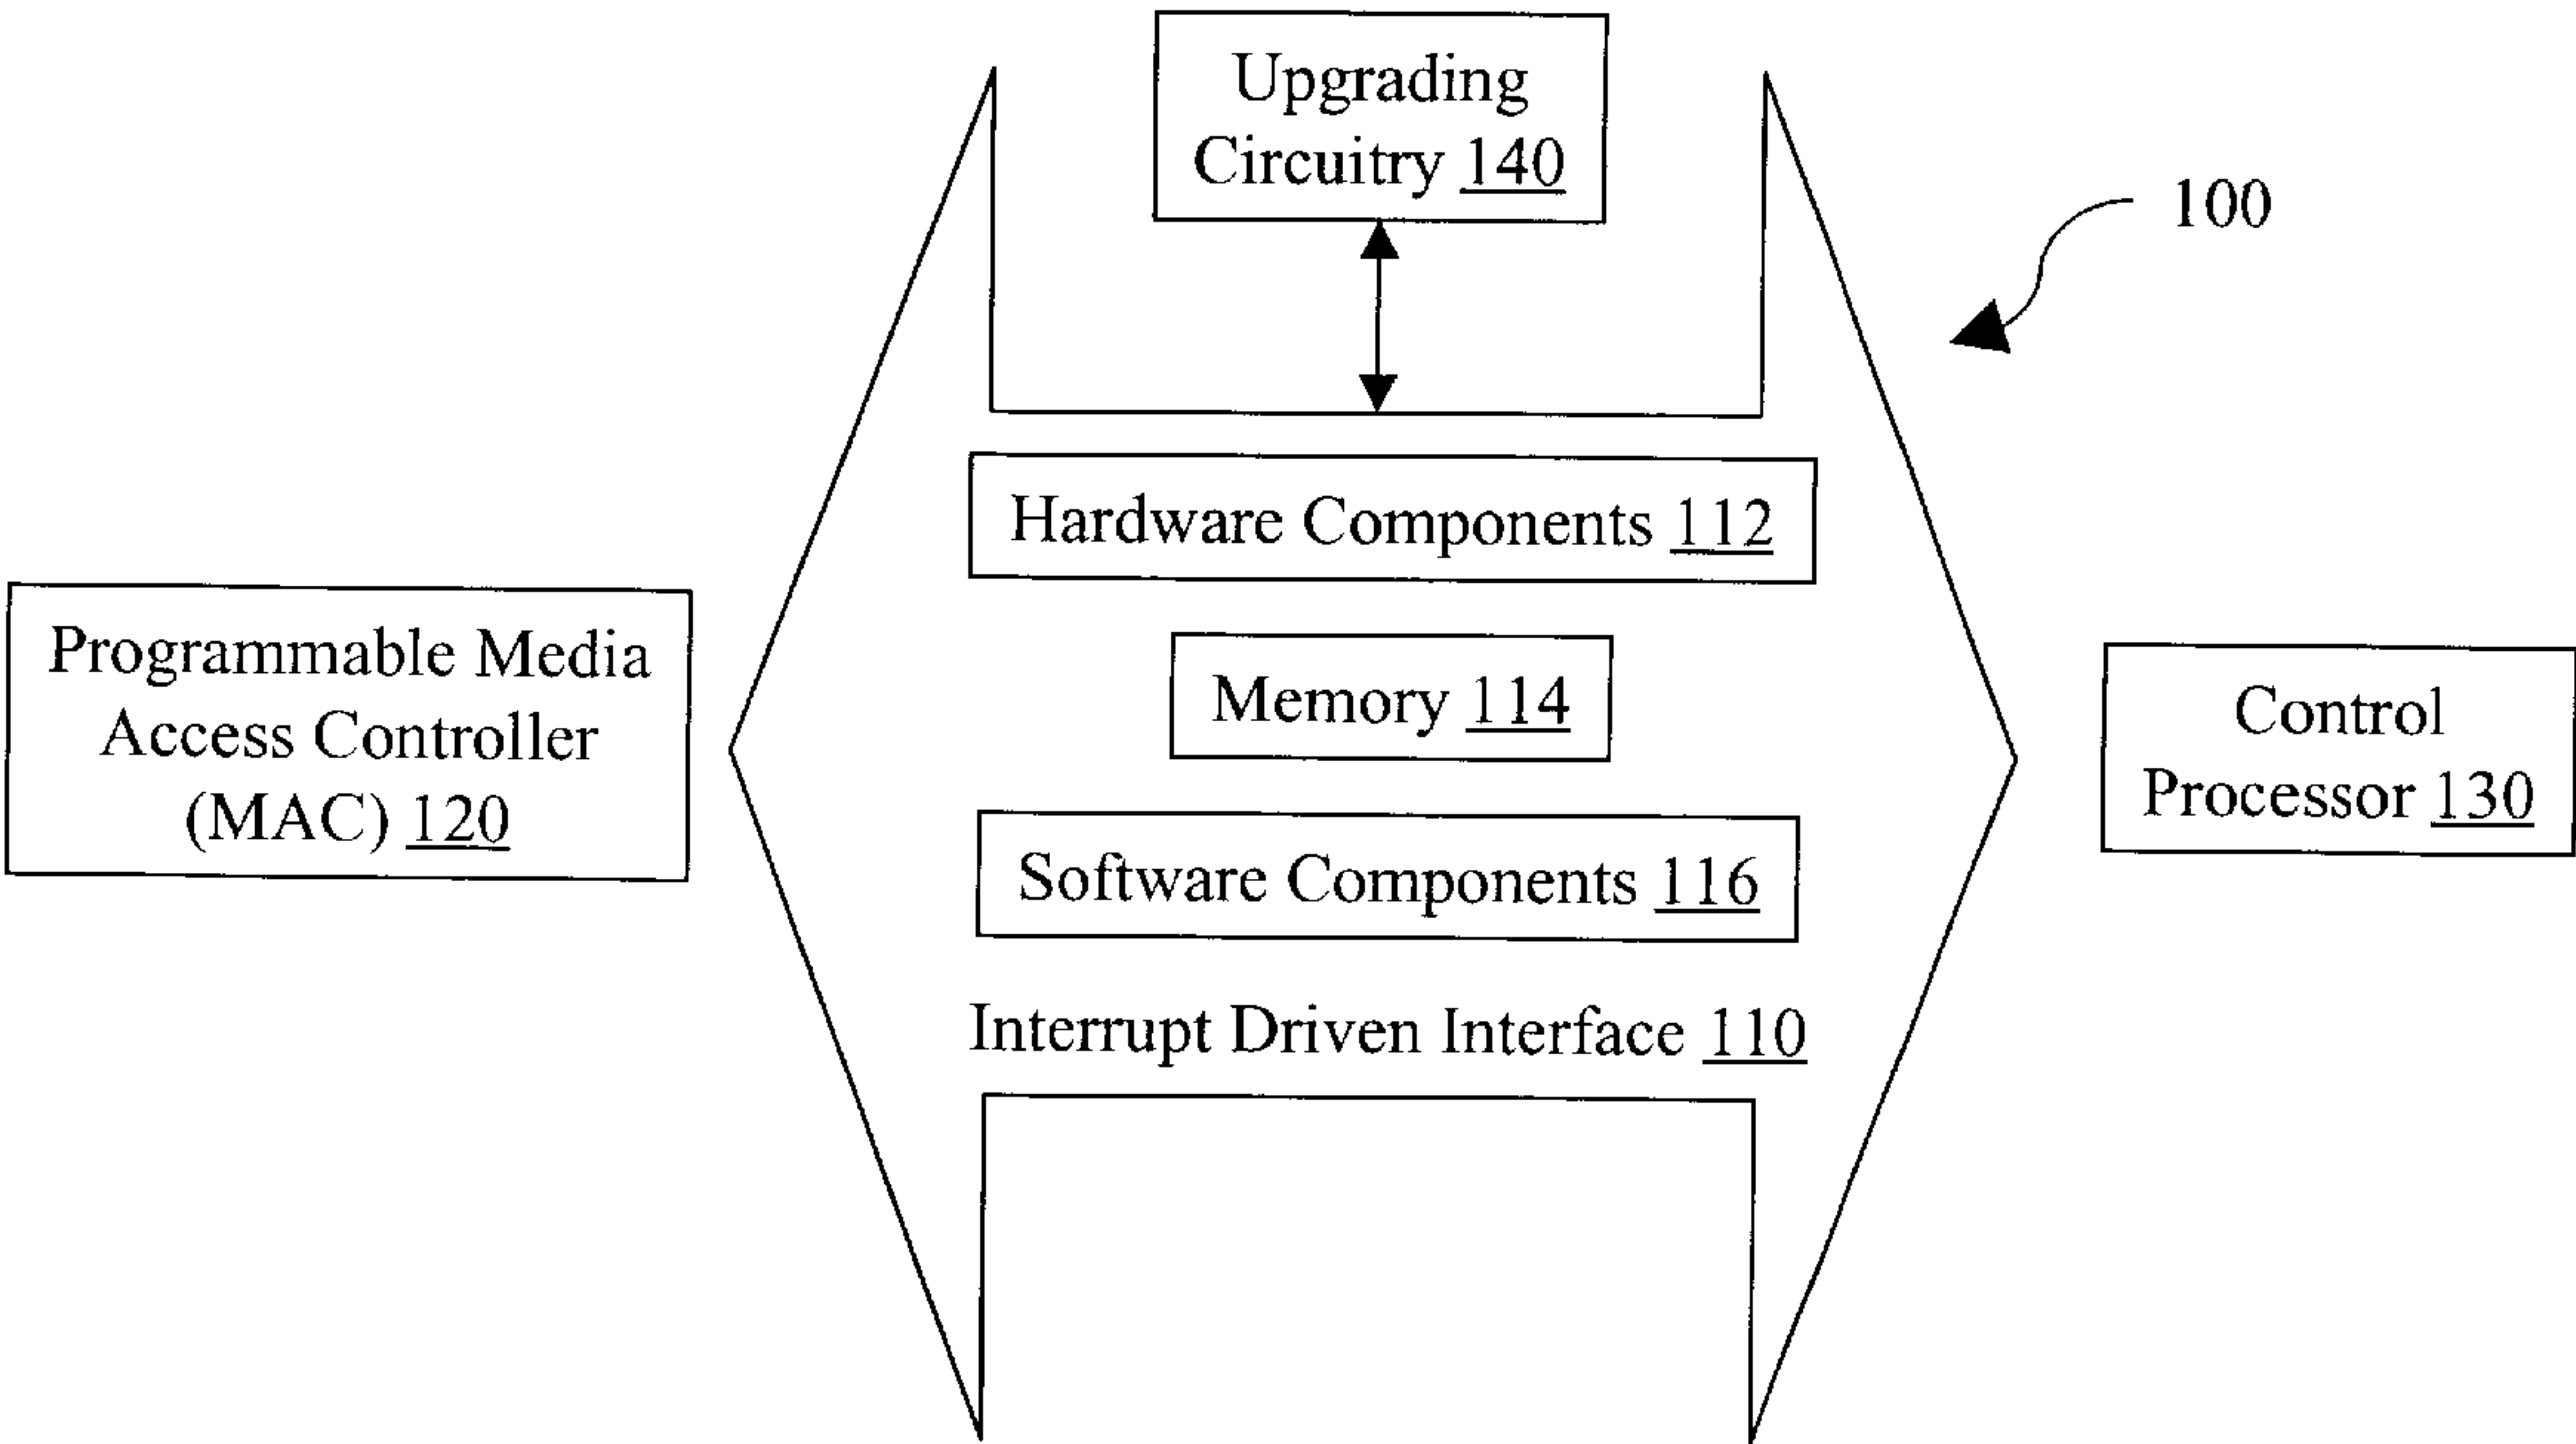 Upgrading
Circuitry 140
100
Hardware Components 112
Programmable Media
Access Controller
(MAC) 120
Memory 114
Control
Processor 130
Software Components 116
Interrupt Driven Interface 110